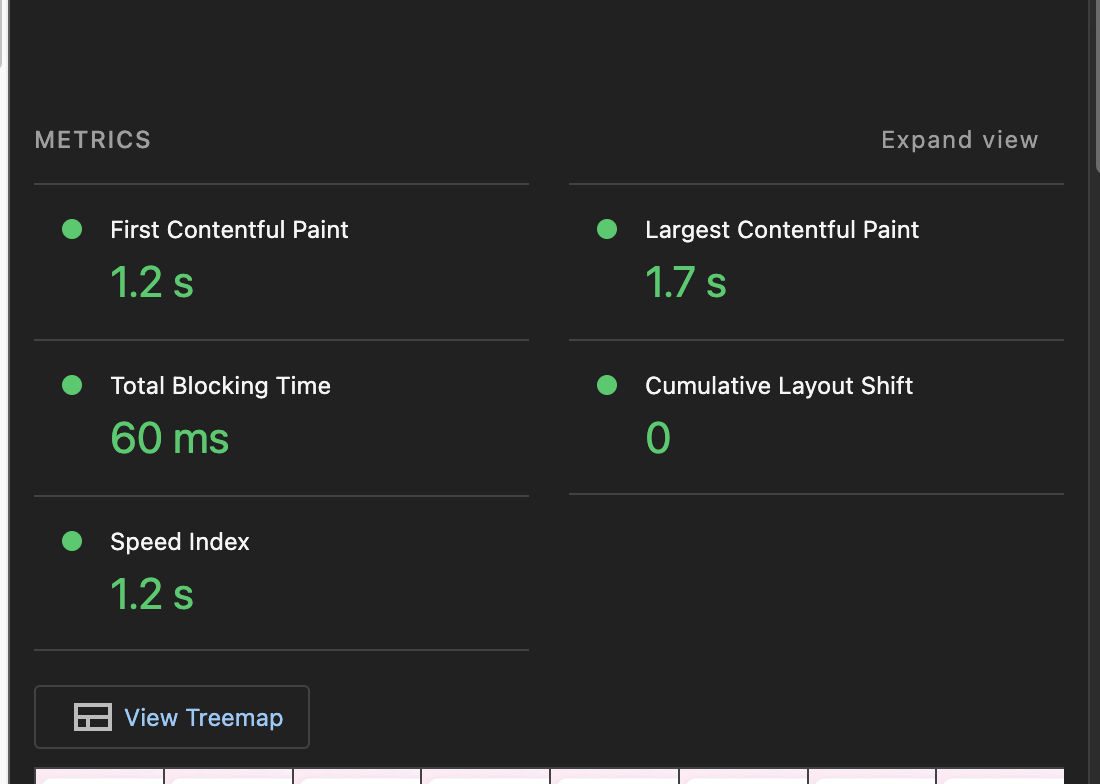 METRICS
Expand view
First Contentful Paint
1.2 s
Largest Contentful Paint
1.7 s
Total Blocking Time
60 ms
Cumulative Layout Shift
0
Speed Index
1.2 s
View Treemap